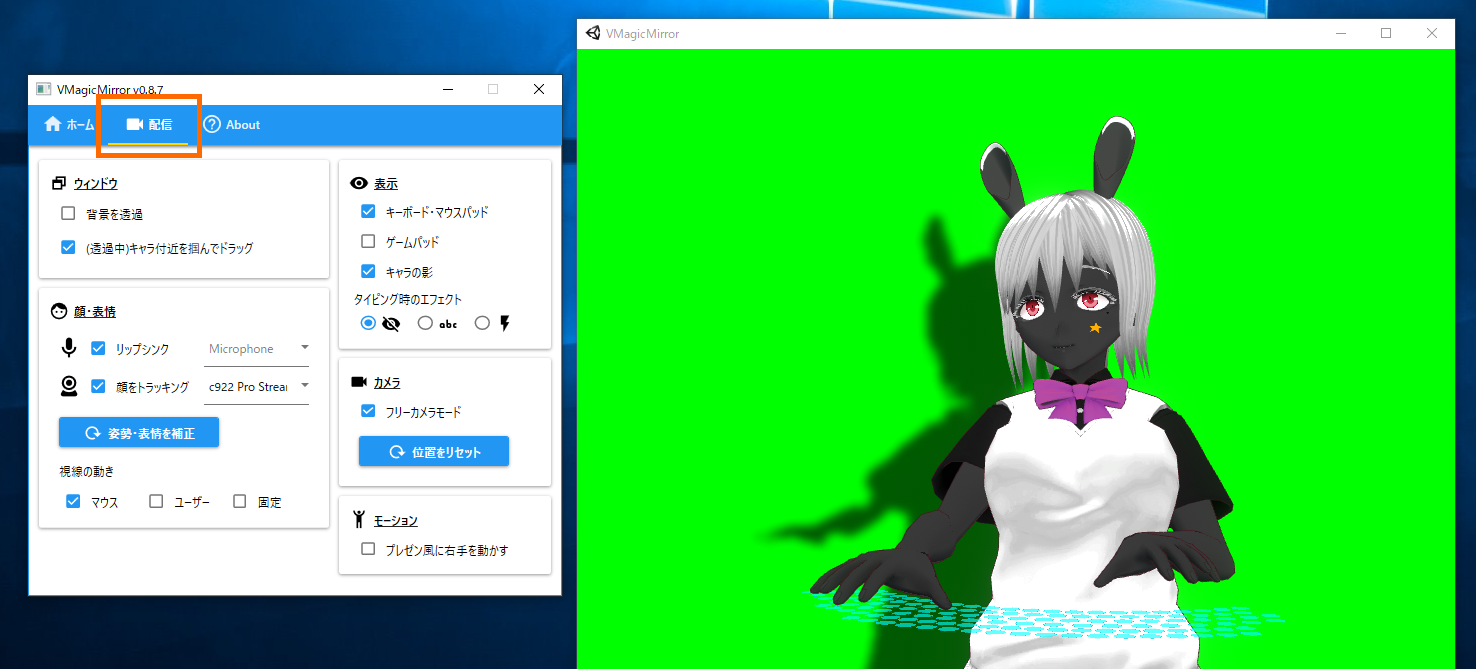 VMagicMirror
VMagicMirror v0.8.7
ホーム
配信
About
ウィンドウ
背景を透過
(透過中)キャラ付近を掴んでドラッグ
顔・表情
リップシンク
Microphone
顔をトラッキング
c922 Pro Strea
姿勢・表情を補正
視線の動き
マウス
ユーザー
固定
表示
キーボード・マウスパッド
ゲームパッド
キャラの影
タイピング時のエフェクト
abc
カメラ
フリーカメラモード
位置をリセット
モーション
プレゼン風に右手を動かす